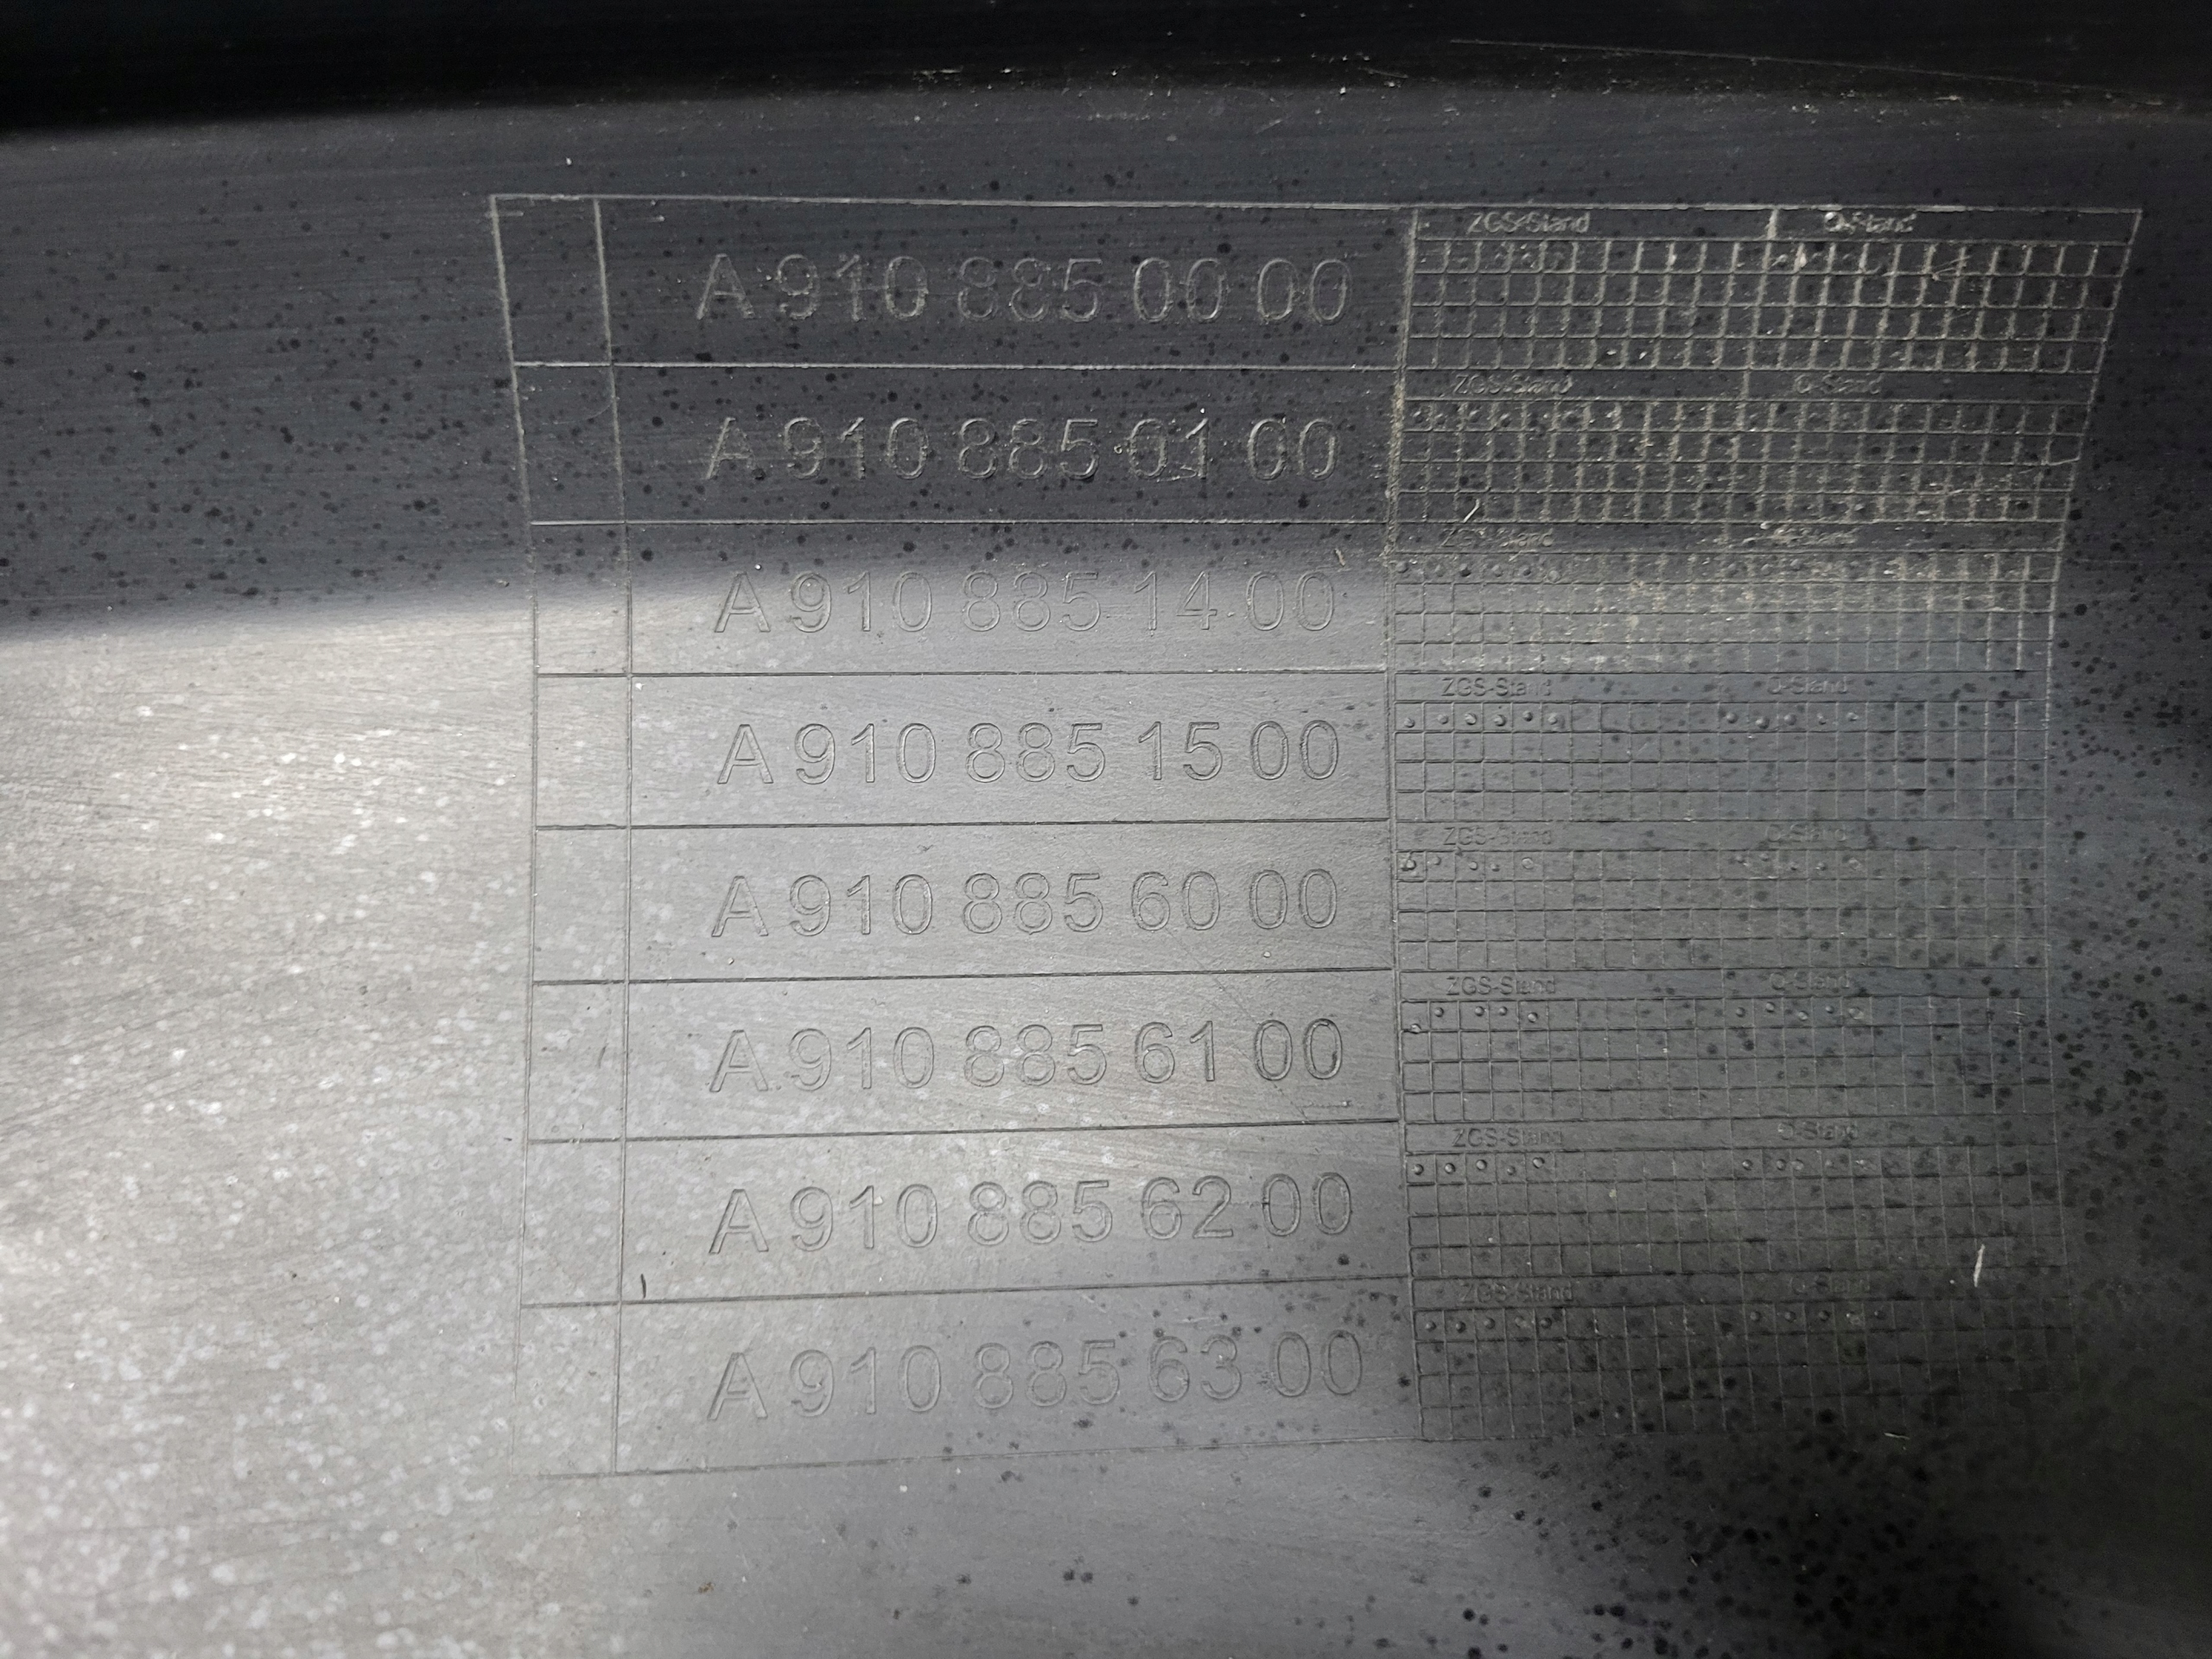 ZGS-Stand Q-Stand
A 910 885 00 00
ZGS-Stand Q-Stand
A 910 885 01 00
ZGS-Stand Q-Stand
A 910 885 14 00
ZGS-Stand Q-Stand
A 910 885 15 00
ZGS-Stand Q-Stand
A 910 885 60 00
ZGS-Stand Q-Stand
A 910 885 61 00
ZGS-Stand Q-Stand
A 910 885 62 00
ZGS-Stand Q-Stand
A 910 885 63 00